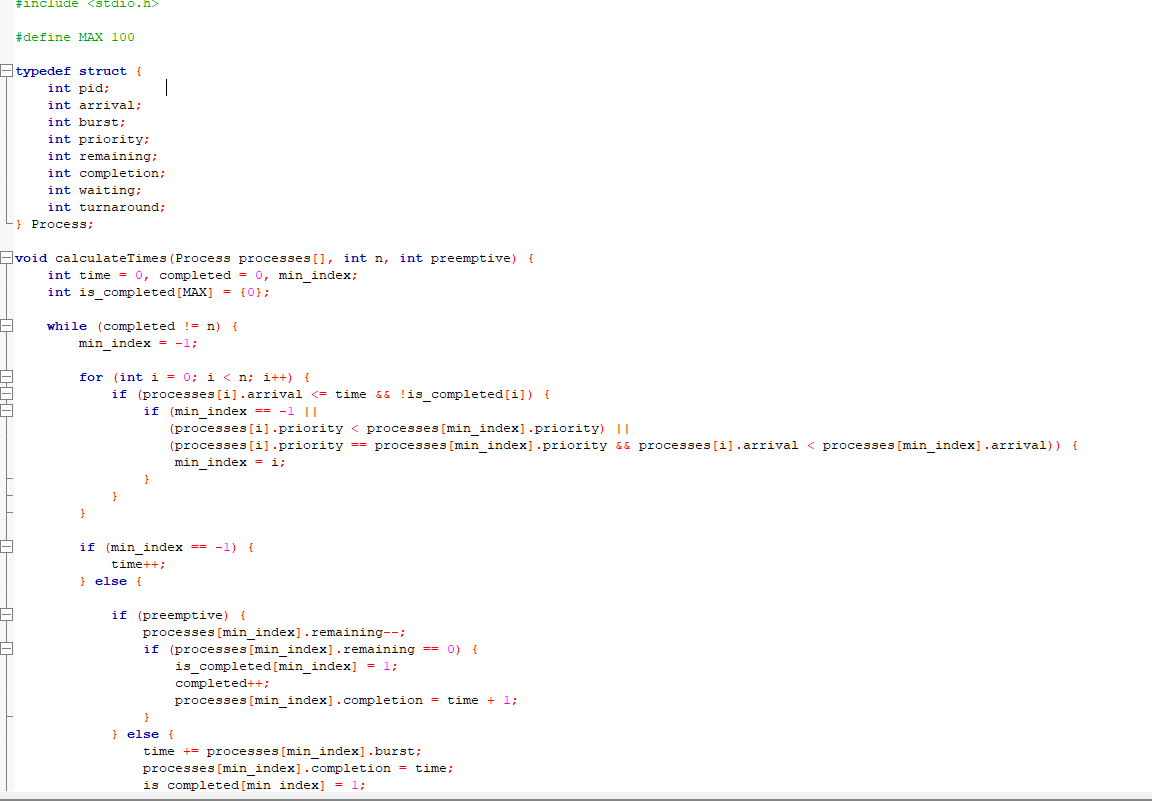 #include <stdio.h>
#define MAX 100
typedef struct {
    int pid;
    int arrival;
    int burst;
    int priority;
    int remaining;
    int completion;
    int waiting;
    int turnaround;
} Process;
void calculateTimes(Process processes[], int n, int preemptive) {
    int time = 0, completed = 0, min_index;
    int is_completed[MAX] = {0};
    while (completed != n) {
        min_index = -1;
        for (int i = 0; i < n; i++) {
            if (processes[i].arrival <= time && !is_completed[i]) {
                if (min_index == -1 ||
                   (processes[i].priority < processes[min_index].priority) ||
                   (processes[i].priority == processes[min_index].priority && processes[i].arrival < processes[min_index].arrival)) {
                    min_index = i;
                }
            }
        }
        if (min_index == -1) {
            time++;
        } else {
            if (preemptive) {
                processes[min_index].remaining--;
                if (processes[min_index].remaining == 0) {
                    is_completed[min_index] = 1;
                    completed++;
                    processes[min_index].completion = time + 1;
                }
            } else {
                time += processes[min_index].burst;
                processes[min_index].completion = time;
                is_completed[min_index] = 1;